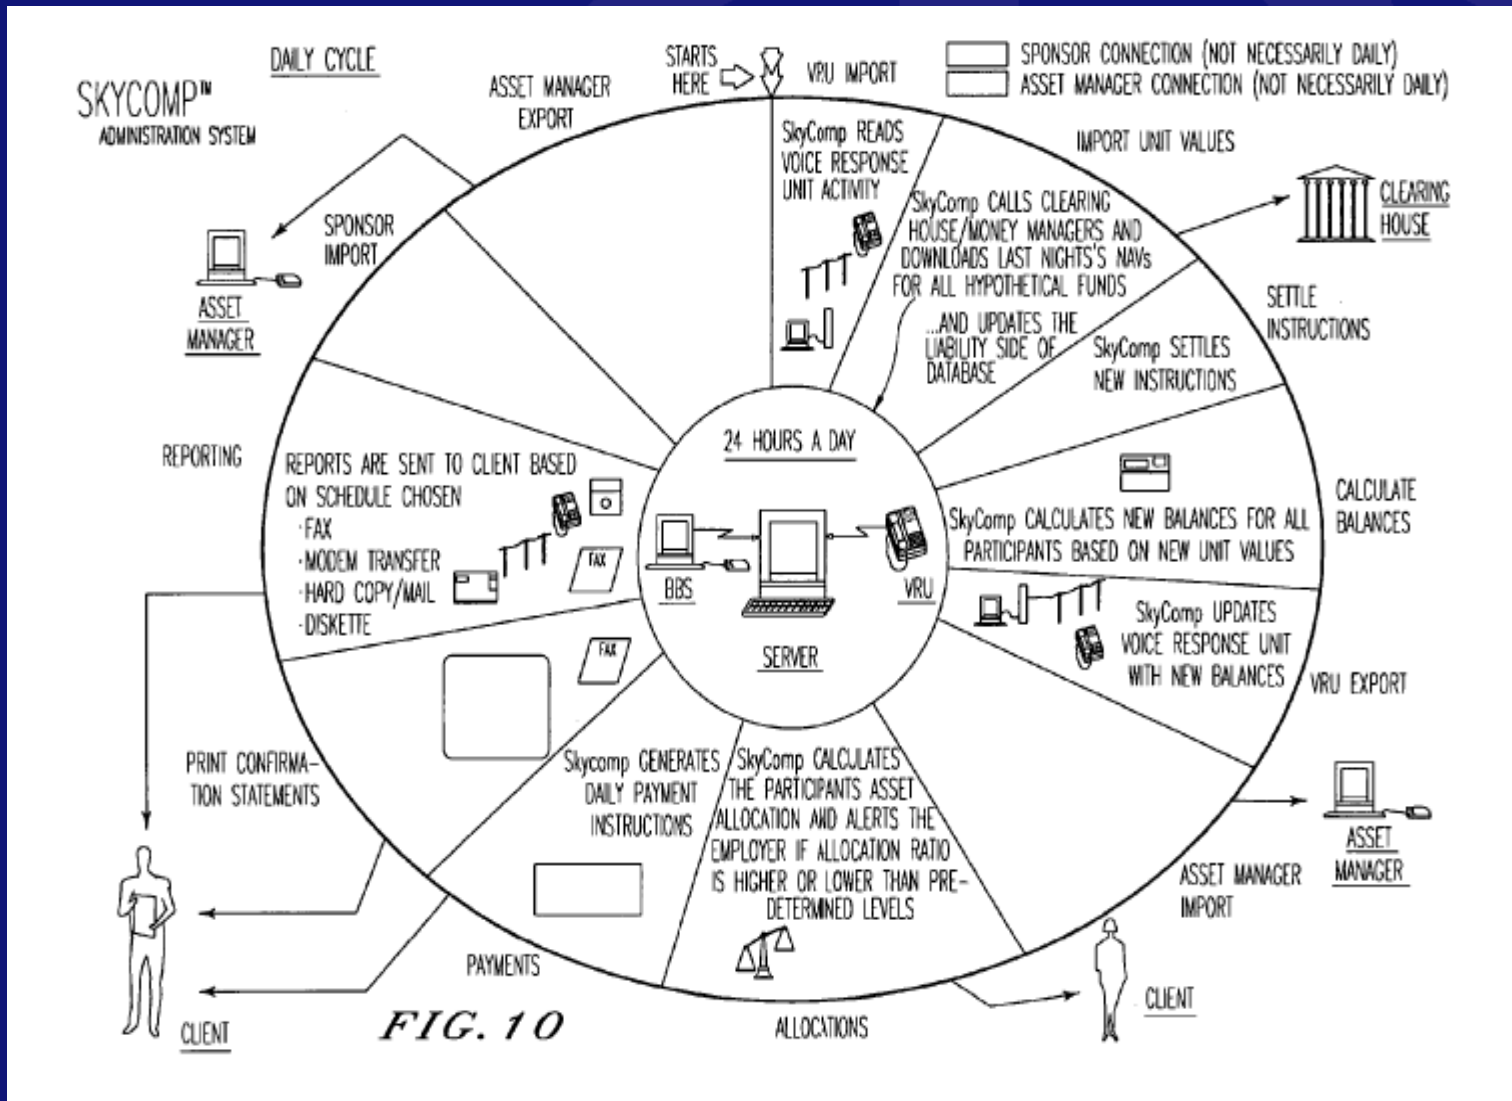 DAILY CYCLE
SKYCOMP™
ADMINISTRATION SYSTEM
ASSET MANAGER
EXPORT
STARTS
HERE
VRU IMPORT
SPONSOR CONNECTION (NOT NECESSARILY DAILY)
ASSET MANAGER CONNECTION (NOT NECESSARILY DAILY)
SkyComp READS
VOICE RESPONSE
UNIT ACTIVITY
IMPORT UNIT VALUES
SkyComp CALLS CLEARING
HOUSE/MONEY MANAGERS AND
DOWNLOADS LAST NIGHTS'S NAVs
FOR ALL HYPOTHETICAL FUNDS
...AND UPDATES THE
LIABILITY SIDE OF
DATABASE
CLEARING
HOUSE
SETTLE
INSTRUCTIONS
SkyComp SETTLES
NEW INSTRUCTIONS
CALCULATE
BALANCES
SkyComp CALCULATES NEW BALANCES FOR ALL
PARTICIPANTS BASED ON NEW UNIT VALUES
SkyComp UPDATES
VOICE RESPONSE UNIT
WITH NEW BALANCES
VRU EXPORT
ASSET
MANAGER
ASSET MANAGER
IMPORT
CLIENT
SkyComp CALCULATES
THE PARTICIPANTS ASSET
ALLOCATION AND ALERTS THE
EMPLOYER IF ALLOCATION RATIO
IS HIGHER OR LOWER THAN PRE-
DETERMINED LEVELS
ALLOCATIONS
Skycomp GENERATES
DAILY PAYMENT
INSTRUCTIONS
PAYMENTS
FAX
PRINT CONFIRMA-
TION STATEMENTS
CLIENT
REPORTING
REPORTS ARE SENT TO CLIENT BASED
ON SCHEDULE CHOSEN
·FAX
·MODEM TRANSFER
·HARD COPY/MAIL
·DISKETTE
FAX
SPONSOR
IMPORT
ASSET
MANAGER
24 HOURS A DAY
BBS
VRU
SERVER
FIG. 10